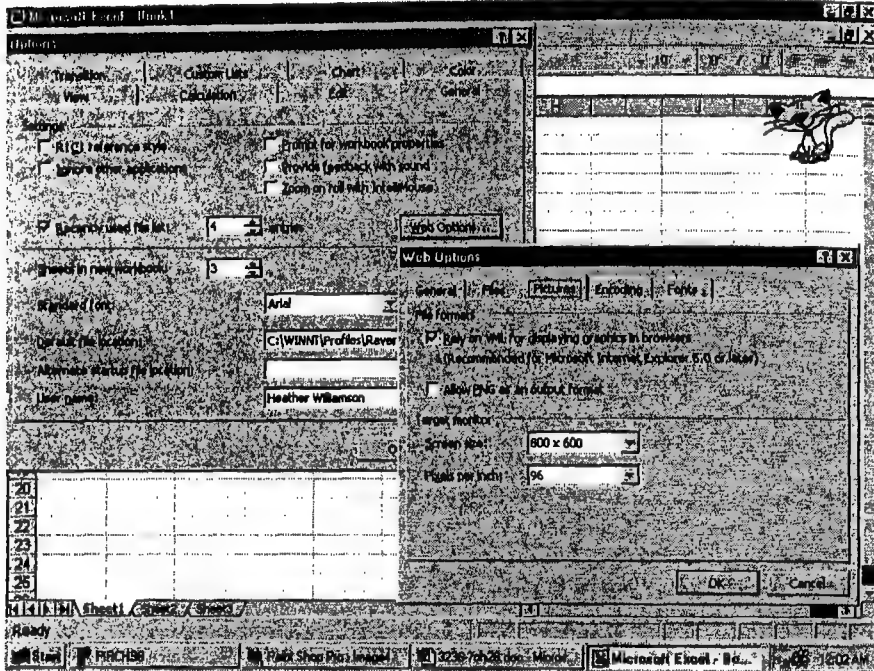 Microsoft Excel - Book1
Options
Transition Custom Lists Chart Color
View Calculation Edit General
Settings
R1C1 reference style
Prompt for workbook properties
Ignore other applications
Provide feedback with sound
Zoom on roll with IntelliMouse
Recently used file list: 4 entries
Web Options...
Sheets in new workbook: 3
Standard font: Arial
Default file location: C:\WINNT\Profiles\Raver
Alternate startup file location:
User name: Heather Williamson
Web Options
General Files Pictures Encoding Fonts
File formats
Rely on VML for displaying graphics in browsers
(Recommended for Microsoft Internet Explorer 5.0 or later)
Allow PNG as an output format
Target monitor
Screen size: 800 x 600
Pixels per inch: 96
OK Cancel
20
21
22
23
24
25
Sheet1 Sheet2 Sheet3
Ready
Start PIRCH98 Paint Shop Pro - Image1 Microsoft Excel - Bo... 12:02 AM